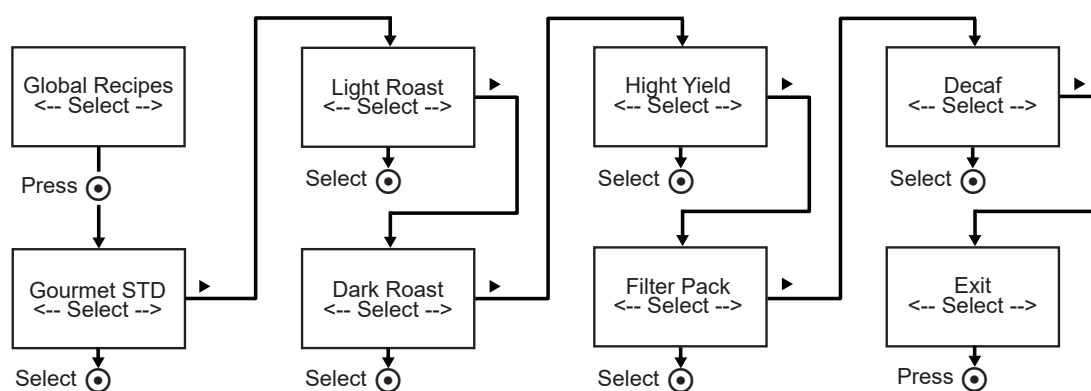 Global Recipes
<-- Select -->
Press
Gourmet STD
<-- Select -->
Select
Light Roast
<-- Select -->
Select
Dark Roast
<-- Select -->
Select
Hight Yield
<-- Select -->
Select
Filter Pack
<-- Select -->
Select
Decaf
<-- Select -->
Select
Exit
<-- Select -->
Press